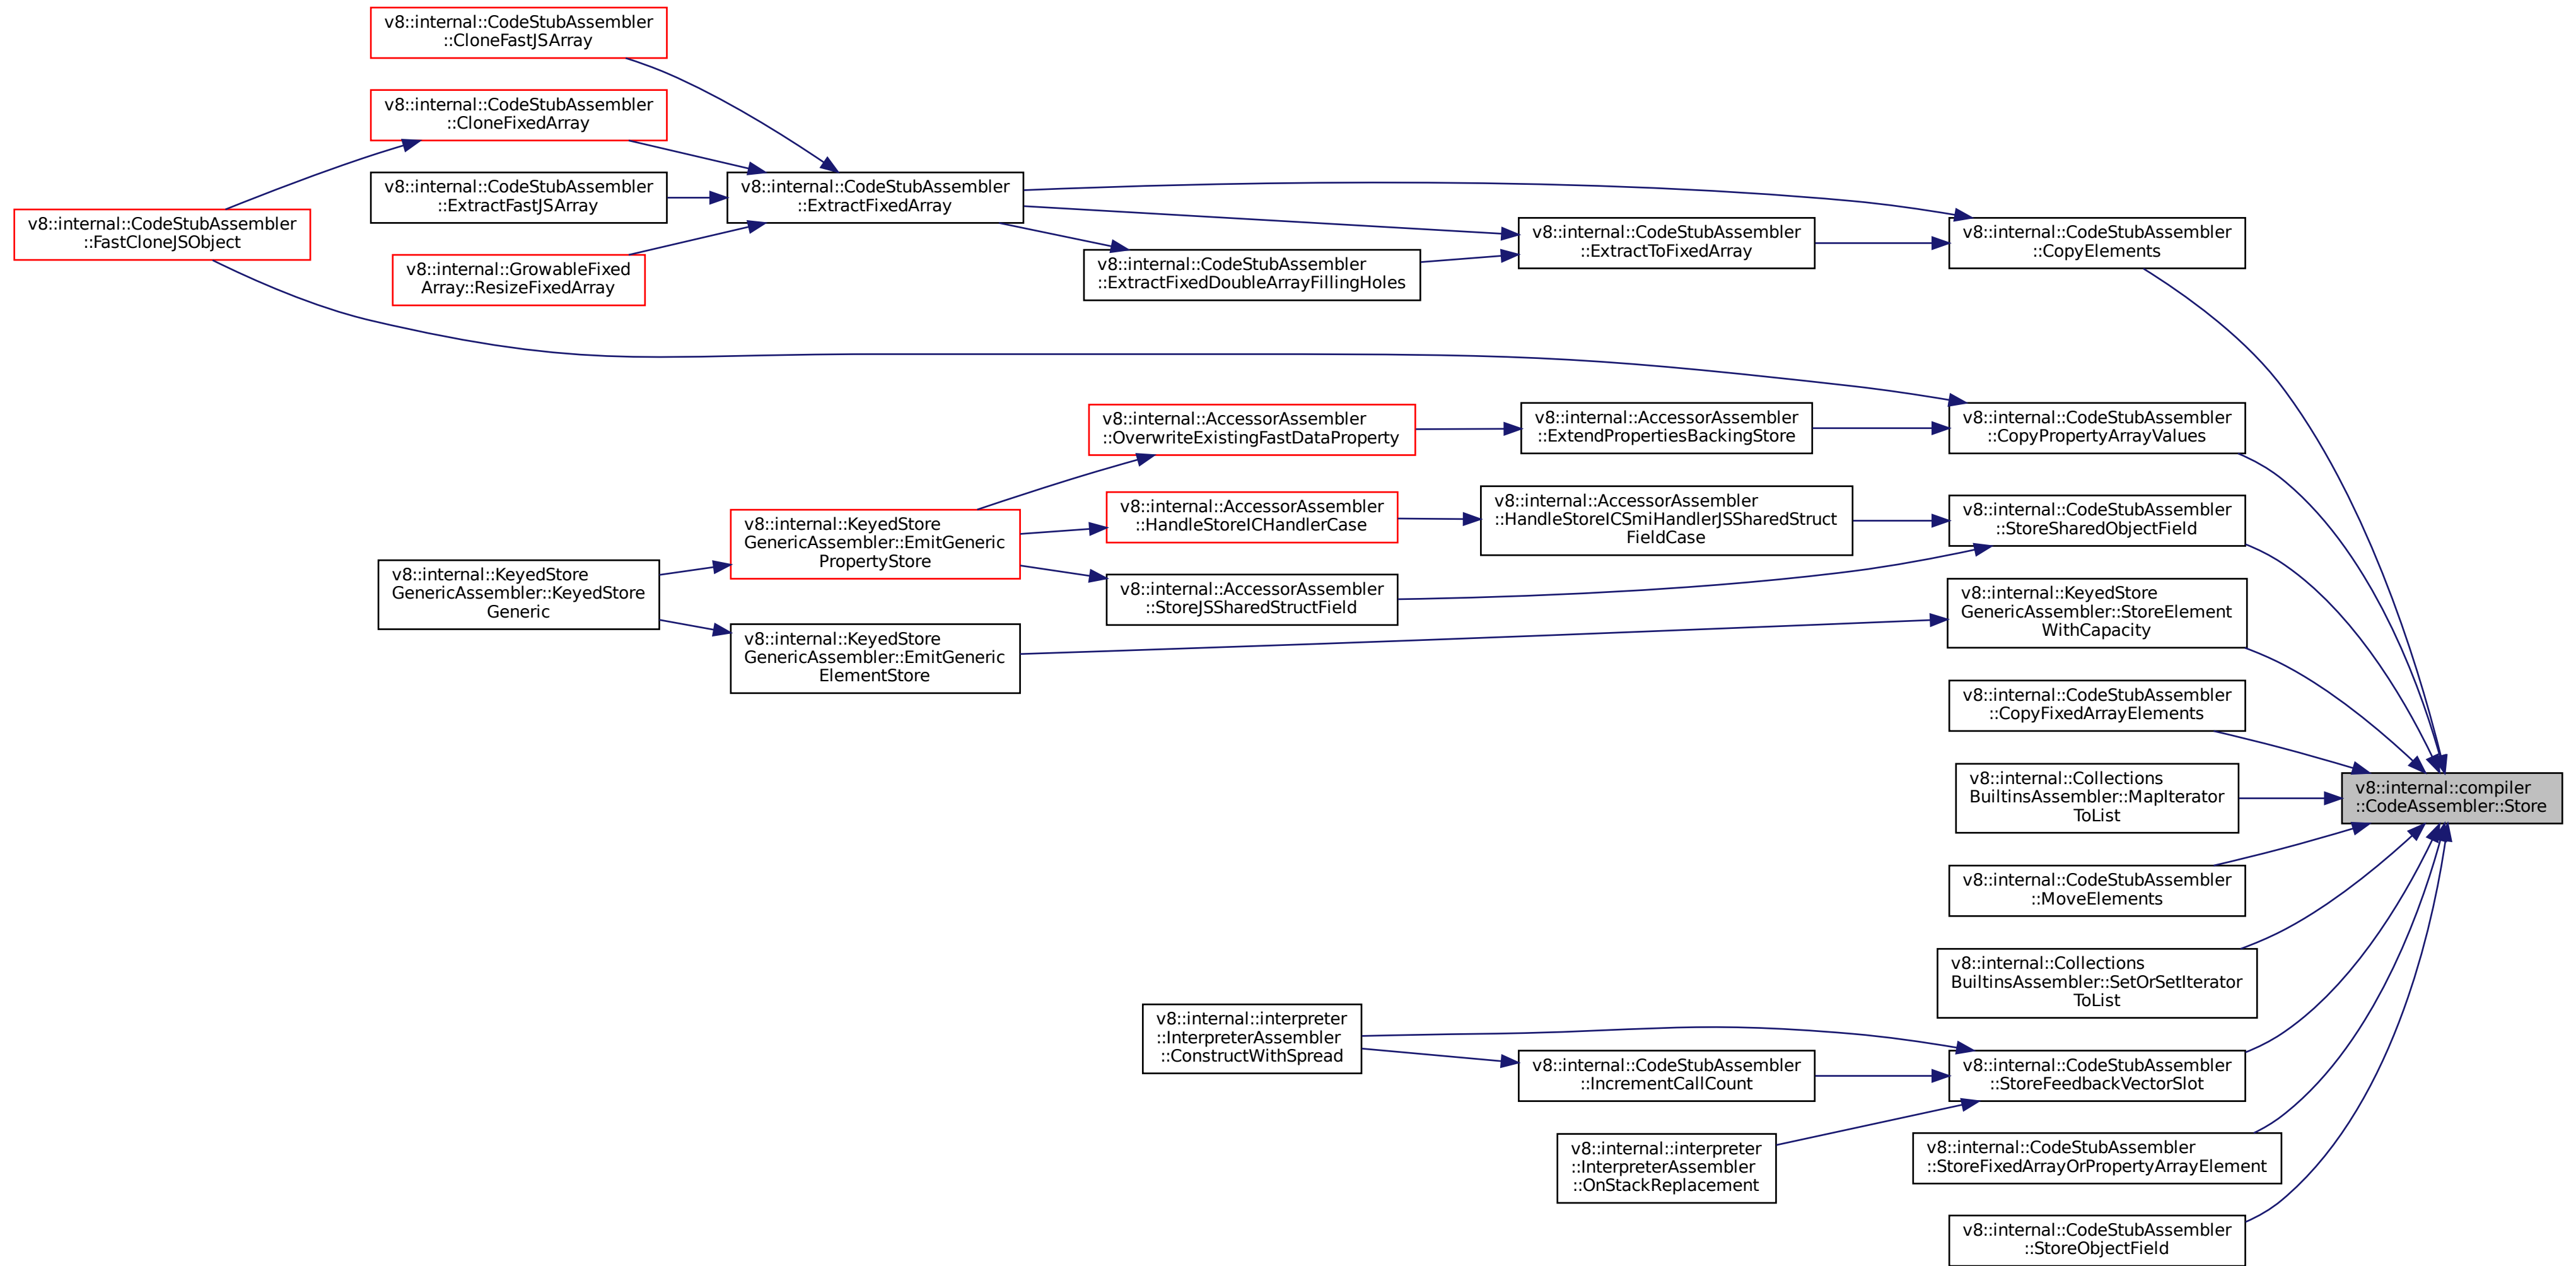 v8::internal::CodeStubAssembler
::CloneFastJSArray
v8::internal::CodeStubAssembler
::CloneFixedArray
v8::internal::CodeStubAssembler
::ExtractFastJSArray
v8::internal::CodeStubAssembler
::FastCloneJSObject
v8::internal::GrowableFixed
Array::ResizeFixedArray
v8::internal::CodeStubAssembler
::ExtractFixedArray
v8::internal::CodeStubAssembler
::ExtractFixedDoubleArrayFillingHoles
v8::internal::CodeStubAssembler
::ExtractToFixedArray
v8::internal::CodeStubAssembler
::CopyElements
v8::internal::AccessorAssembler
::OverwriteExistingFastDataProperty
v8::internal::AccessorAssembler
::ExtendPropertiesBackingStore
v8::internal::CodeStubAssembler
::CopyPropertyArrayValues
v8::internal::KeyedStore
GenericAssembler::KeyedStore
Generic
v8::internal::KeyedStore
GenericAssembler::EmitGeneric
PropertyStore
v8::internal::AccessorAssembler
::HandleStoreICHandlerCase
v8::internal::AccessorAssembler
::HandleStoreICSmiHandlerJSSharedStruct
FieldCase
v8::internal::CodeStubAssembler
::StoreSharedObjectField
v8::internal::AccessorAssembler
::StoreJSSharedStructField
v8::internal::KeyedStore
GenericAssembler::EmitGeneric
ElementStore
v8::internal::KeyedStore
GenericAssembler::StoreElement
WithCapacity
v8::internal::CodeStubAssembler
::CopyFixedArrayElements
v8::internal::Collections
BuiltinsAssembler::MapIterator
ToList
v8::internal::compiler
::CodeAssembler::Store
v8::internal::CodeStubAssembler
::MoveElements
v8::internal::Collections
BuiltinsAssembler::SetOrSetIterator
ToList
v8::internal::interpreter
::InterpreterAssembler
::ConstructWithSpread
v8::internal::CodeStubAssembler
::IncrementCallCount
v8::internal::CodeStubAssembler
::StoreFeedbackVectorSlot
v8::internal::interpreter
::InterpreterAssembler
::OnStackReplacement
v8::internal::CodeStubAssembler
::StoreFixedArrayOrPropertyArrayElement
v8::internal::CodeStubAssembler
::StoreObjectField